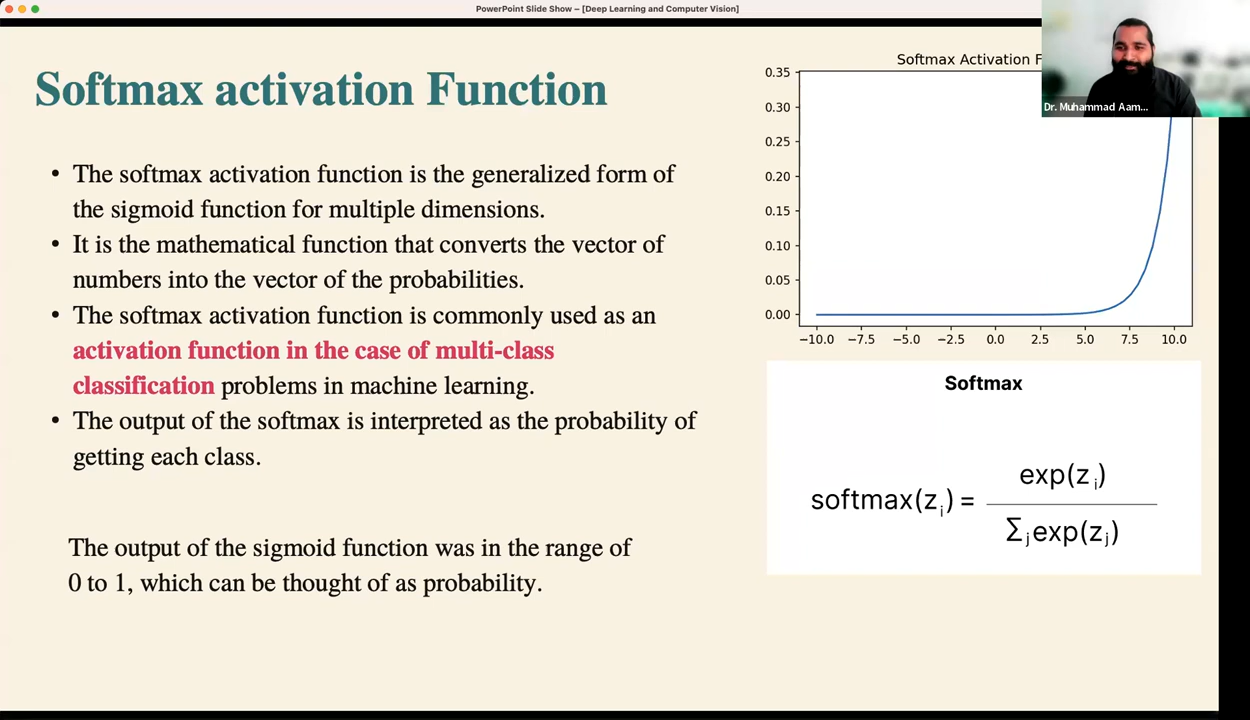 PowerPoint Slide Show – [Deep Learning and Computer Vision]
Softmax activation Function
• The softmax activation function is the generalized form of
the sigmoid function for multiple dimensions.
• It is the mathematical function that converts the vector of
numbers into the vector of the probabilities.
• The softmax activation function is commonly used as an
activation function in the case of multi-class
classification problems in machine learning.
• The output of the softmax is interpreted as the probability of
getting each class.
The output of the sigmoid function was in the range of
0 to 1, which can be thought of as probability.
Softmax Activation F
0.35
0.30
0.25
0.20
0.15
0.10
0.05
0.00
−10.0 −7.5 −5.0 −2.5 0.0 2.5 5.0 7.5 10.0
Dr. Muhammad Aam...
Softmax
softmax(z_i) = exp(z_i) / Σ_j exp(z_j)